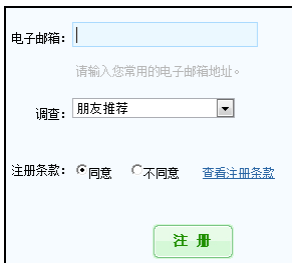 电子邮箱：
请输入您常用的电子邮箱地址。
调查： 朋友推荐
注册条款： 同意 不同意 查看注册条款
注 册